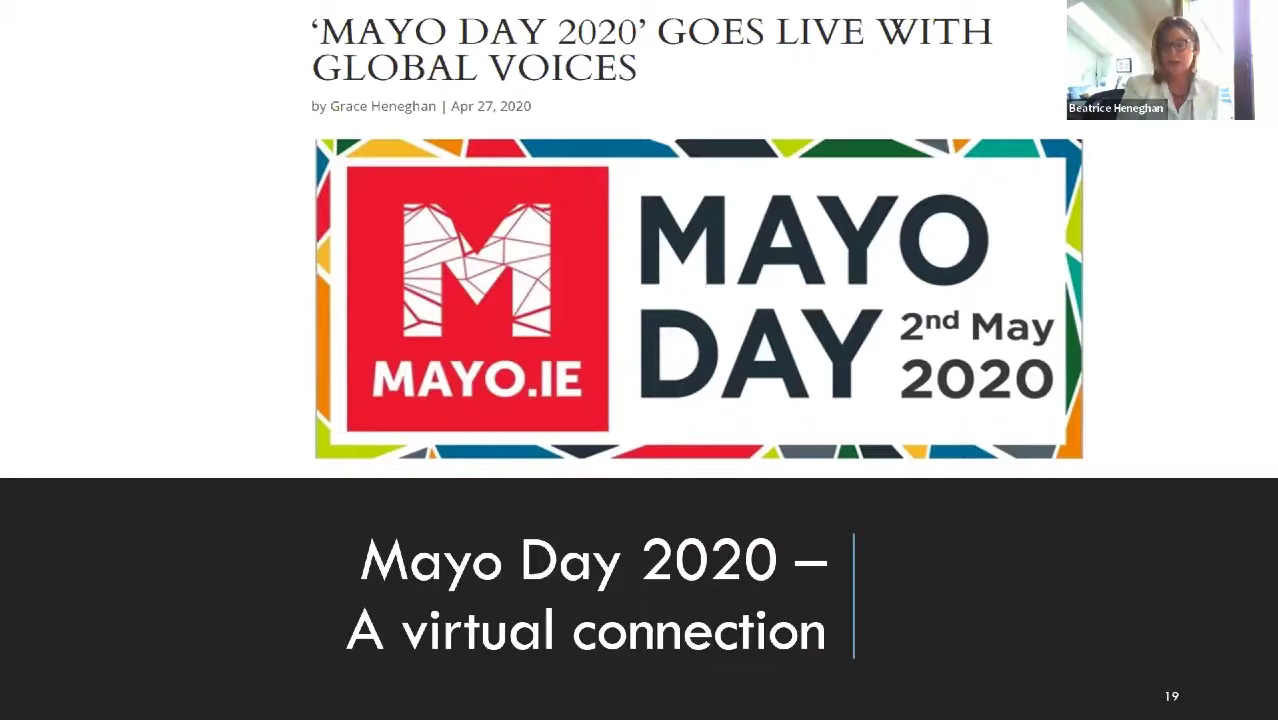 ‘MAYO DAY 2020’ GOES LIVE WITH
GLOBAL VOICES
by Grace Heneghan | Apr 27, 2020
Beatrice Heneghan
M
MAYO.IE
MAYO
DAY
2nd May
2020
Mayo Day 2020 –
A virtual connection
19